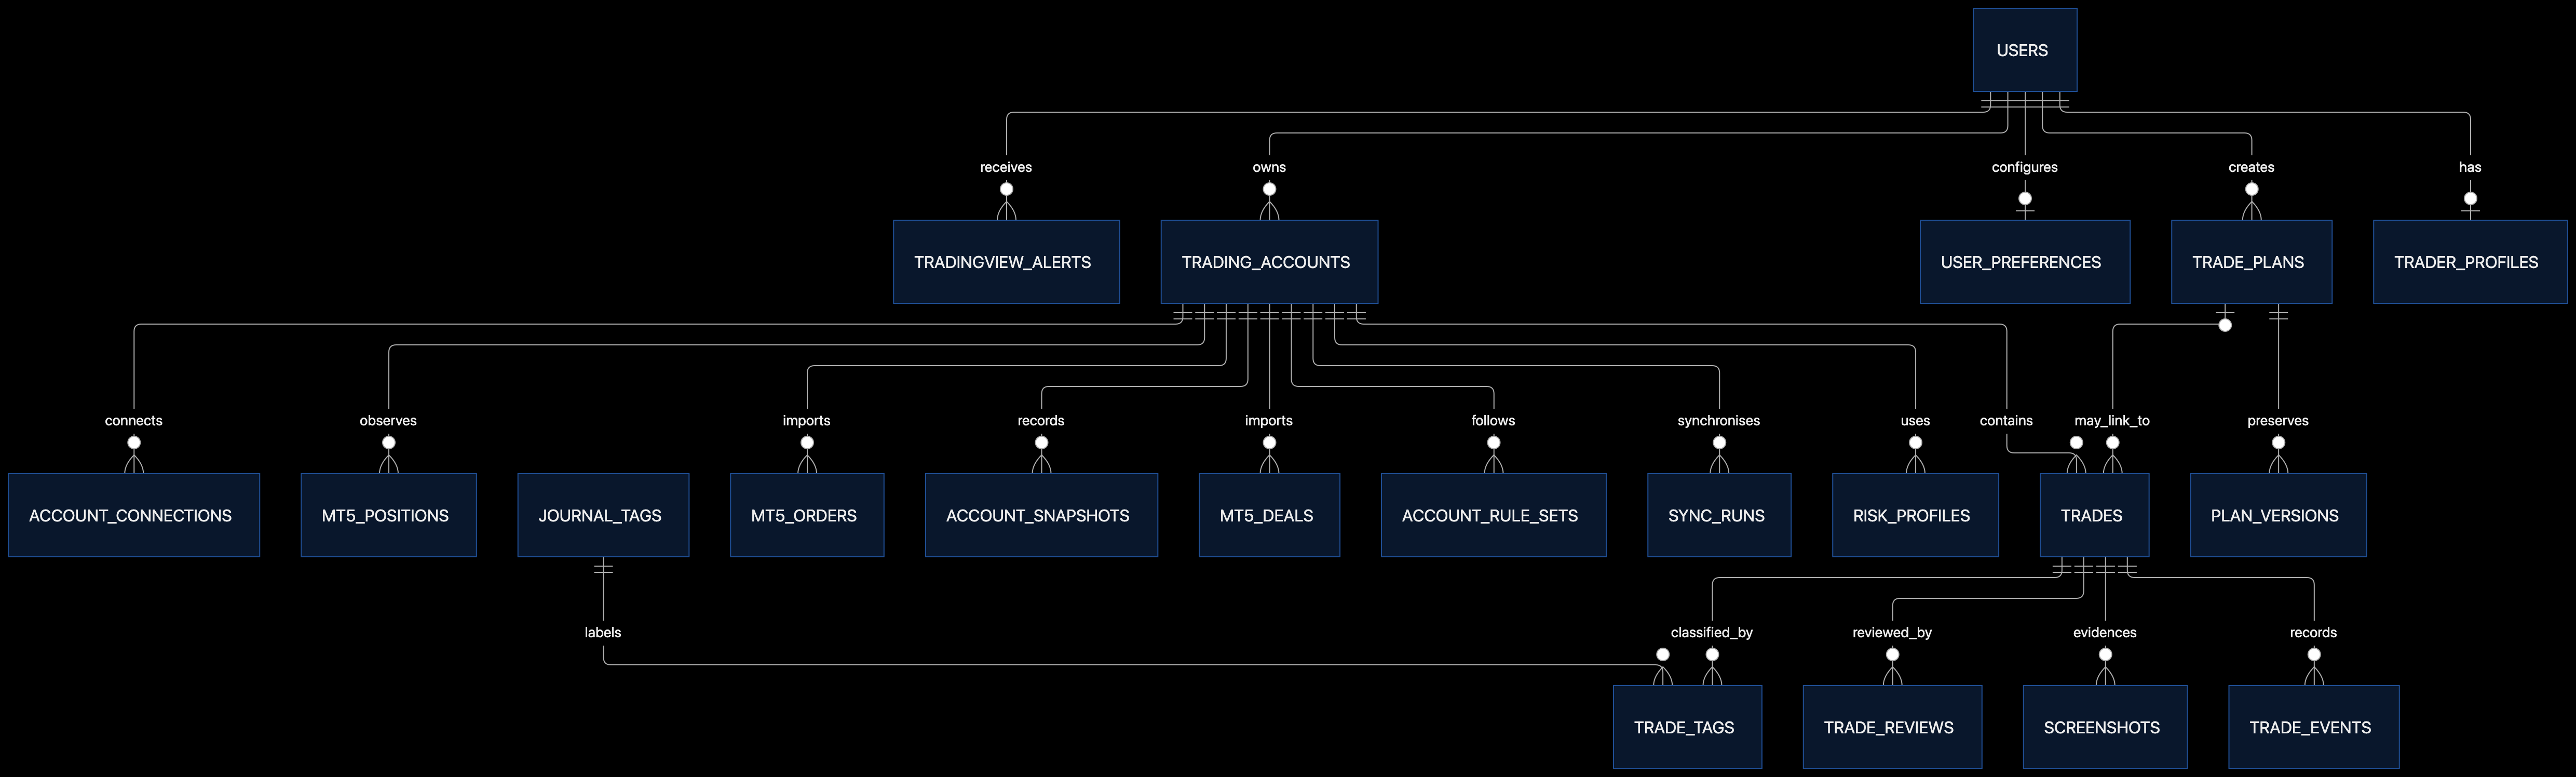 USERS
receives
owns
configures
creates
has
TRADINGVIEW_ALERTS
TRADING_ACCOUNTS
USER_PREFERENCES
TRADE_PLANS
TRADER_PROFILES
connects
observes
imports
records
imports
follows
synchronises
uses
contains
may_link_to
preserves
ACCOUNT_CONNECTIONS
MT5_POSITIONS
JOURNAL_TAGS
MT5_ORDERS
ACCOUNT_SNAPSHOTS
MT5_DEALS
ACCOUNT_RULE_SETS
SYNC_RUNS
RISK_PROFILES
TRADES
PLAN_VERSIONS
labels
classified_by
reviewed_by
evidences
records
TRADE_TAGS
TRADE_REVIEWS
SCREENSHOTS
TRADE_EVENTS